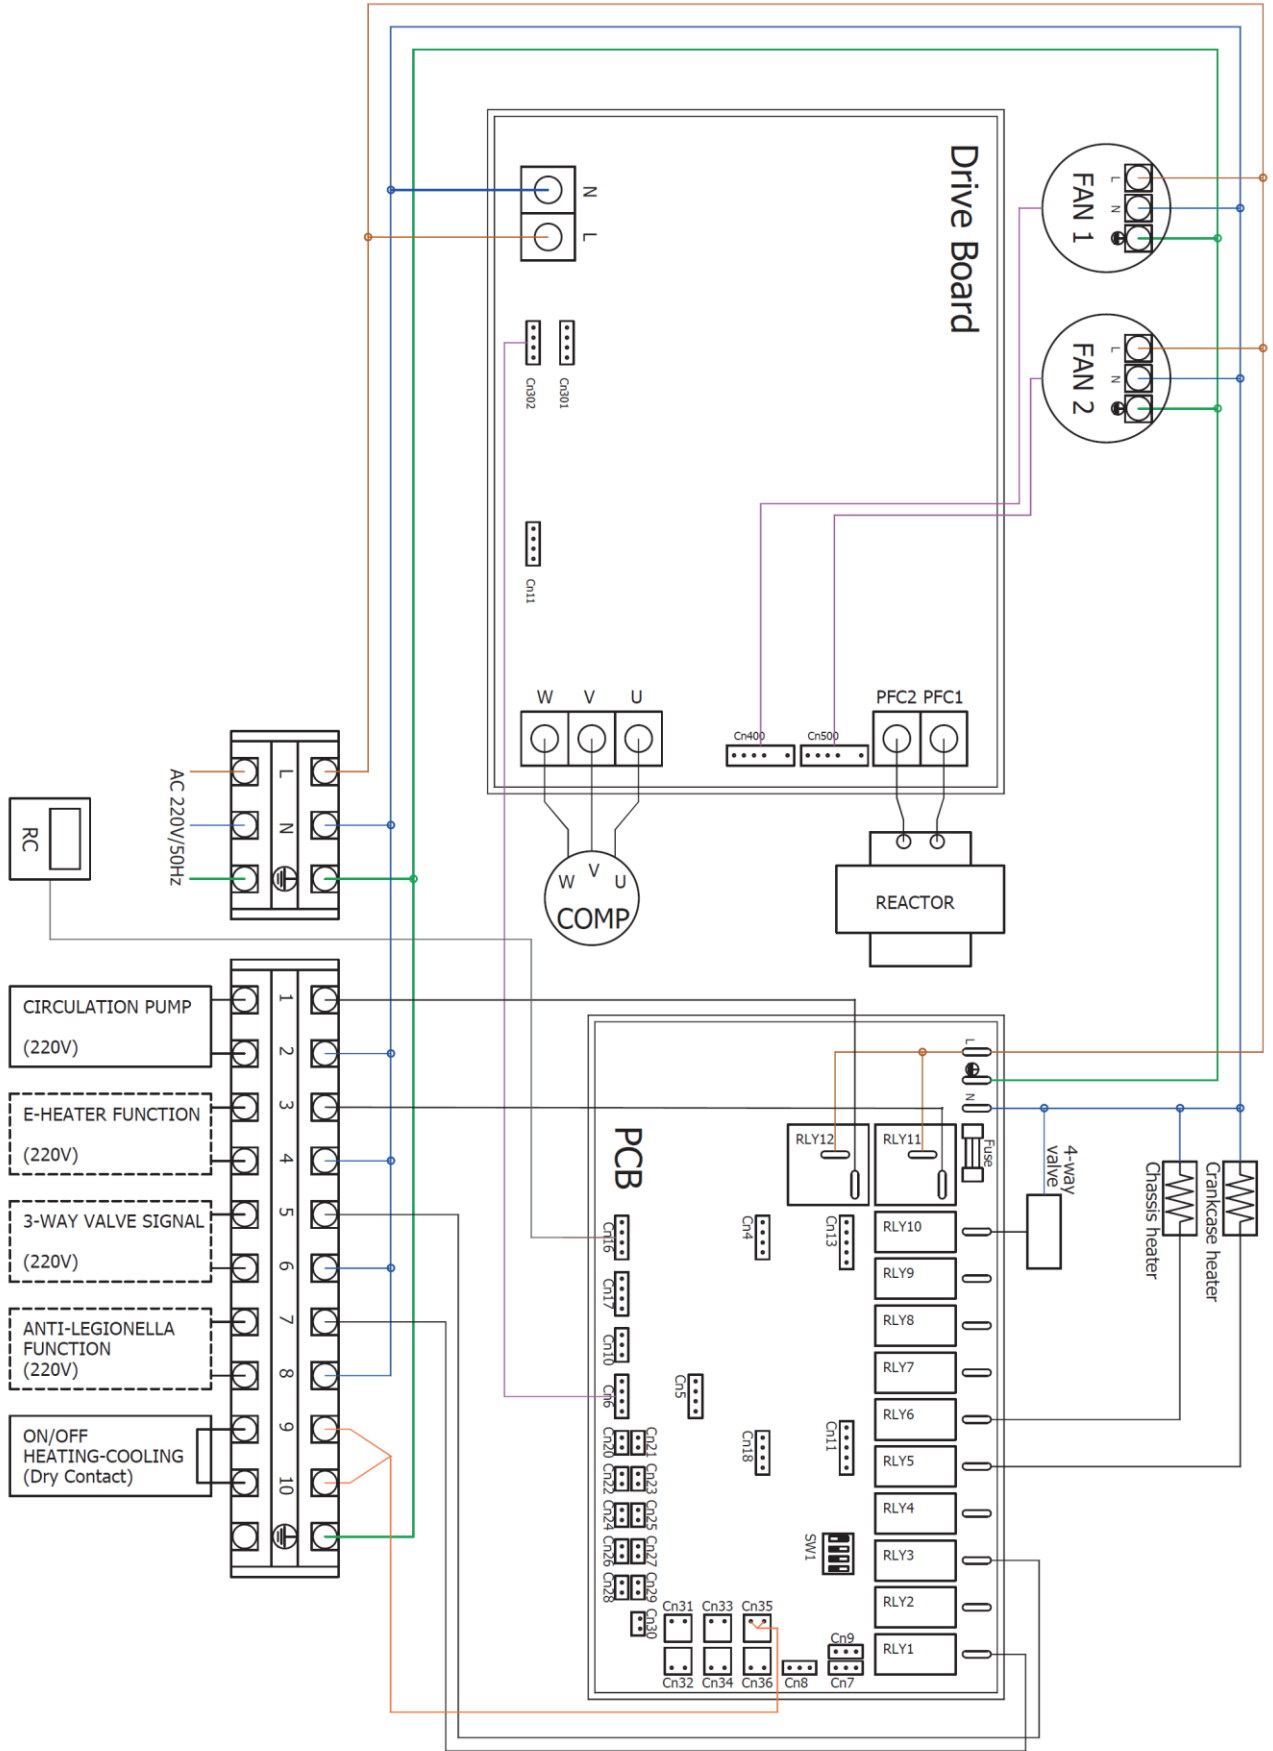 Drive Board
N
L
Cn302
Cn301
Cn11
W
V
U
Cn400
Cn500
PFC2
PFC1
FAN 1
L
N
FAN 2
L
N
AC 220V/50Hz
L
N
RC
W
V
U
COMP
REACTOR
CIRCULATION PUMP
(220V)
E-HEATER FUNCTION
(220V)
3-WAY VALVE SIGNAL
(220V)
ANTI-LEGIONELLA
FUNCTION
(220V)
ON/OFF
HEATING-COOLING
(Dry Contact)
1
2
3
4
5
6
7
8
9
10
PCB
L
N
Fuse
RLY12
RLY11
RLY10
RLY9
RLY8
RLY7
RLY6
RLY5
RLY4
RLY3
RLY2
RLY1
4-way
valve
Chassis heater
Crankcase heater
Cn16
Cn17
Cn10
Cn6
Cn4
Cn13
Cn5
Cn18
Cn11
Cn20
Cn21
Cn22
Cn23
Cn24
Cn25
Cn26
Cn27
Cn28
Cn29
Cn30
SW1
Cn31
Cn33
Cn35
Cn32
Cn34
Cn36
Cn8
Cn9
Cn7